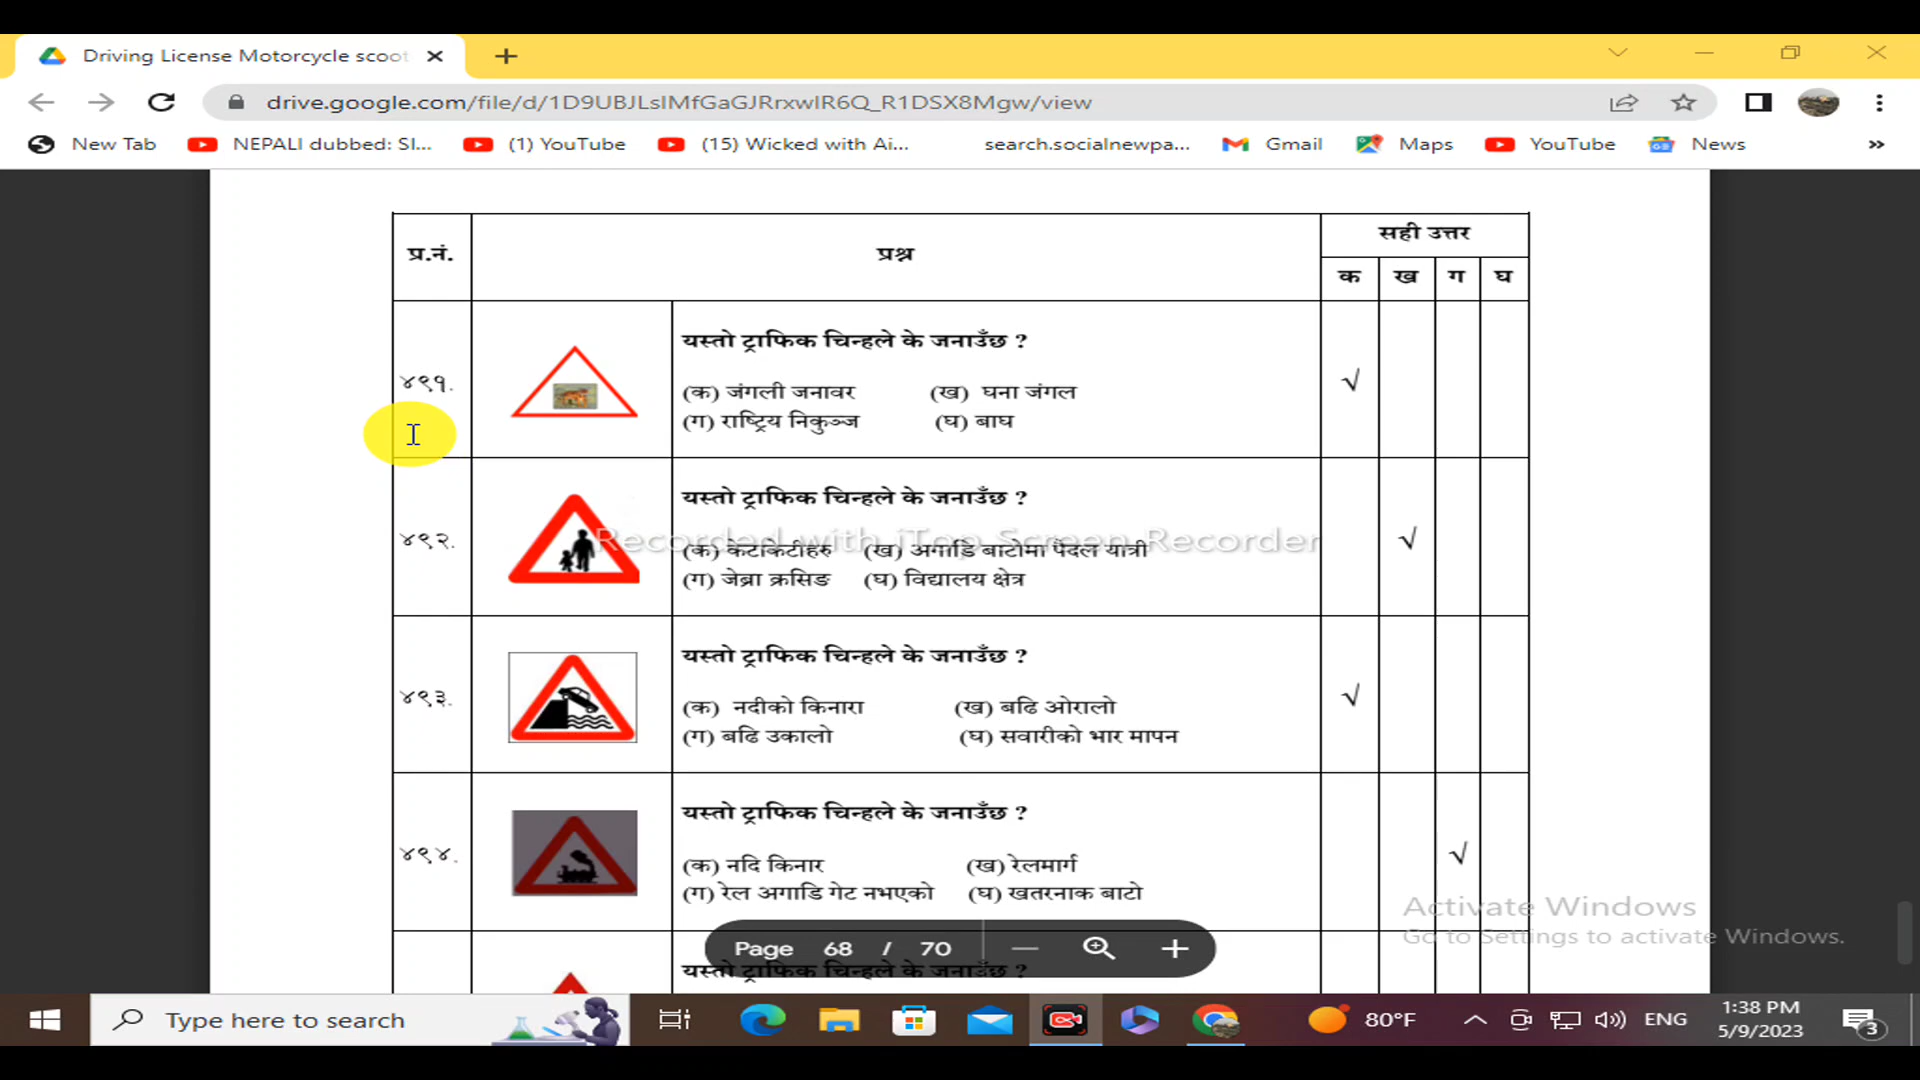 Driving License Motorcycle scoot
drive.google.com/file/d/1D9UBJLsIMfGaGJRrxwIR6Q_R1DSX8Mgw/view
New Tab
NEPALI dubbed: SI...
(1) YouTube
(15) Wicked with Ai...
search.socialnewpa...
Gmail
Maps
YouTube
News
»
प्र.नं.
प्रश्न
सही उत्तर
क ख ग घ
४९१.
यस्तो ट्राफिक चिन्हले के जनाउँछ ?
(क) जंगली जनावर (ख) घना जंगल
(ग) राष्ट्रिय निकुञ्ज (घ) बाघ
√
४९२.
यस्तो ट्राफिक चिन्हले के जनाउँछ ?
Recorded with iTop Screen Recorder
(क) केटाकेटीहरु (ख) अगाडि बाटोमा पैदल यात्री
(ग) जेब्रा क्रसिङ (घ) विद्यालय क्षेत्र
√
४९३.
यस्तो ट्राफिक चिन्हले के जनाउँछ ?
(क) नदीको किनारा (ख) बढि ओरालो
(ग) बढि उकालो (घ) सवारीको भार मापन
√
४९४.
यस्तो ट्राफिक चिन्हले के जनाउँछ ?
(क) नदि किनार (ख) रेलमार्ग
(ग) रेल अगाडि गेट नभएको (घ) खतरनाक बाटो
√
यस्तो ट्राफिक चिन्हले के जनाउँछ ?
Page 68 / 70
Activate Windows
Go to Settings to activate Windows.
Type here to search
80°F
ENG
1:38 PM
5/9/2023
3